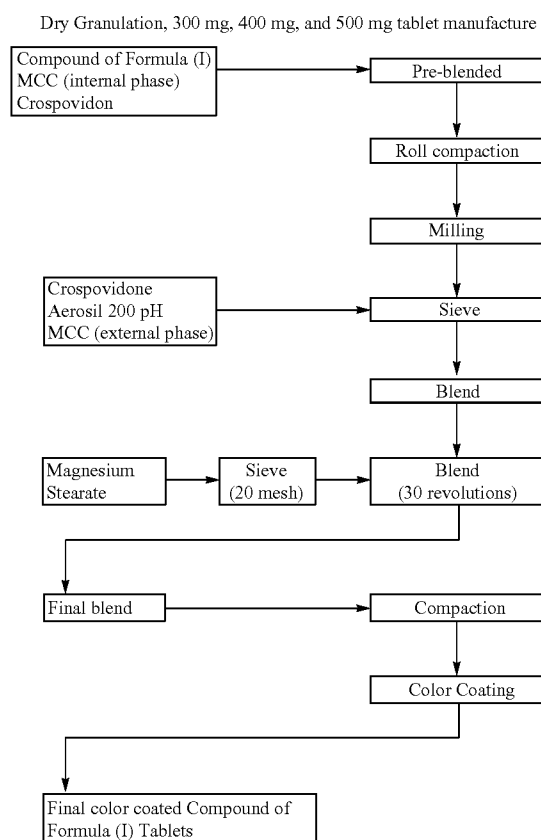 Dry Granulation, 300 mg, 400 mg, and 500 mg tablet manufacture
Compound of Formula (I)
MCC (internal phase)
Crospovidon
Pre-blended
Roll compaction
Milling
Crospovidone
Aerosil 200 pH
MCC (external phase)
Sieve
Blend
Magnesium
Stearate
Sieve
(20 mesh)
Blend
(30 revolutions)
Final blend
Compaction
Color Coating
Final color coated Compound of
Formula (I) Tablets